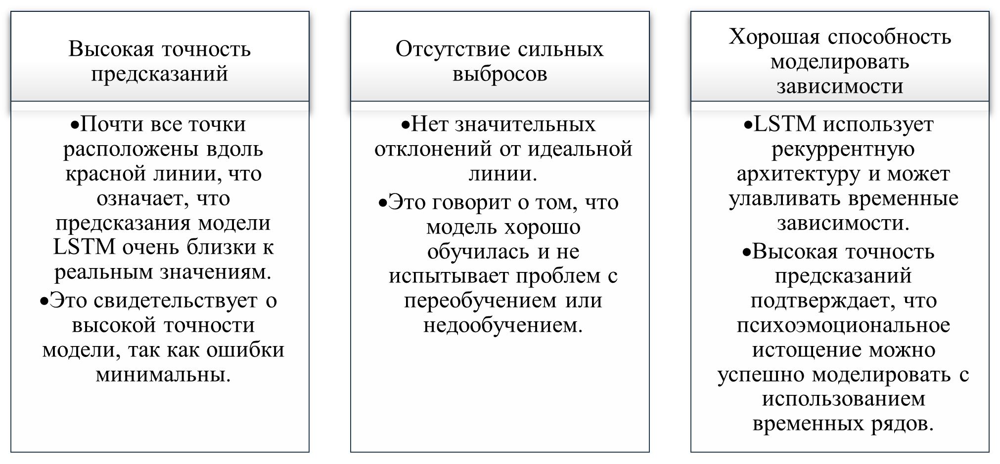 Высокая точность
предсказаний
•Почти все точки
расположены вдоль
красной линии, что
означает, что
предсказания модели
LSTM очень близки к
реальным значениям.
•Это свидетельствует о
высокой точности
модели, так как ошибки
минимальны.
Отсутствие сильных
выбросов
•Нет значительных
отклонений от идеальной
линии.
•Это говорит о том, что
модель хорошо
обучилась и не
испытывает проблем с
переобучением или
недообучением.
Хорошая способность
моделировать
зависимости
•LSTM использует
рекуррентную
архитектуру и может
улавливать временные
зависимости.
•Высокая точность
предсказаний
подтверждает, что
психоэмоциональное
истощение можно
успешно моделировать с
использованием
временных рядов.